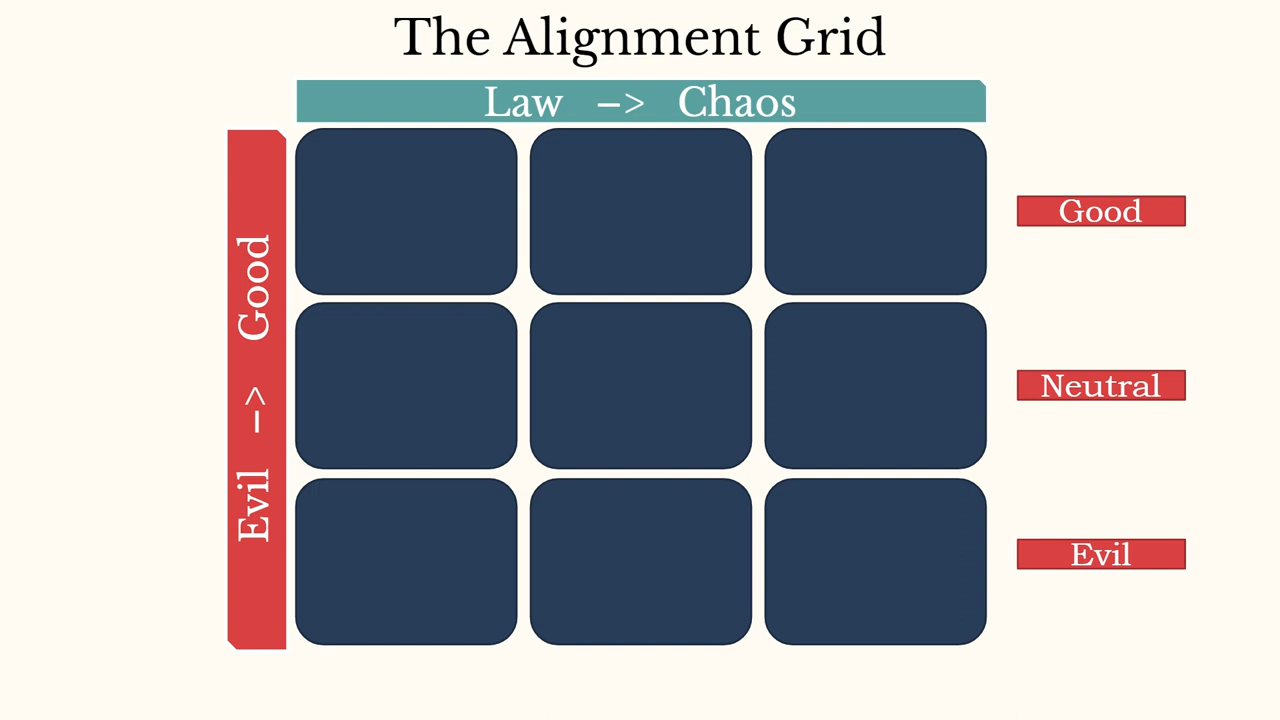 The Alignment Grid
Law –> Chaos
Evil –> Good
Good
Neutral
Evil